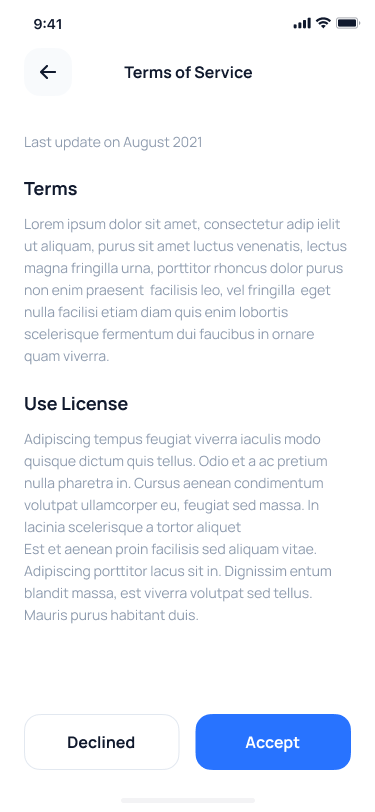 9:41
Terms of Service
Last update on August 2021
Terms
Lorem ipsum dolor sit amet, consectetur adip ielit
ut aliquam, purus sit amet luctus venenatis, lectus
magna fringilla urna, porttitor rhoncus dolor purus
non enim praesent  facilisis leo, vel fringilla  eget
nulla facilisi etiam diam quis enim lobortis
scelerisque fermentum dui faucibus in ornare
quam viverra.
Use License
Adipiscing tempus feugiat viverra iaculis modo
quisque dictum quis tellus. Odio et a ac pretium
nulla pharetra in. Cursus aenean condimentum
volutpat ullamcorper eu, feugiat sed massa. In
lacinia scelerisque a tortor aliquet
Est et aenean proin facilisis sed aliquam vitae.
Adipiscing porttitor lacus sit in. Dignissim entum
blandit massa, est viverra volutpat sed tellus.
Mauris purus habitant duis.
Declined
Accept